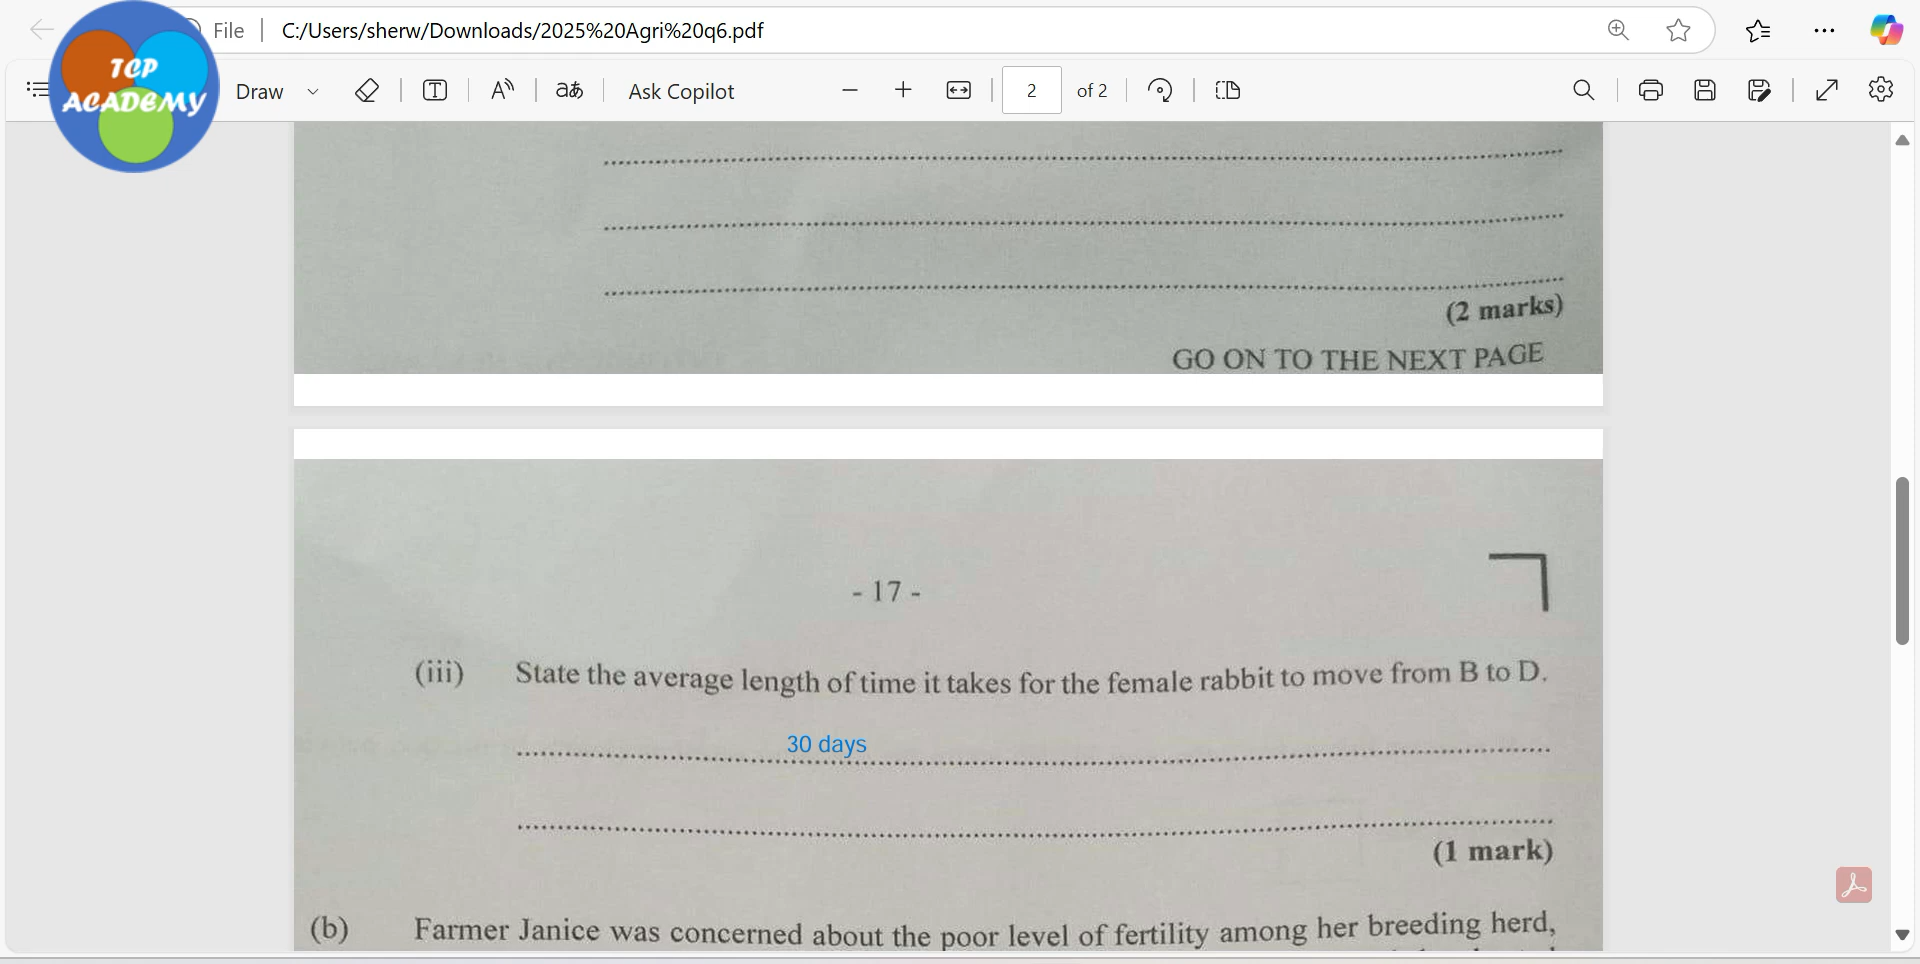 File
C:/Users/sherw/Downloads/2025%20Agri%20q6.pdf
TCP
ACADEMY
Draw
T
A
aあ
Ask Copilot
2
of 2
(2 marks)
GO ON TO THE NEXT PAGE
- 17 -
(iii) State the average length of time it takes for the female rabbit to move from B to D.
30 days
(1 mark)
(b) Farmer Janice was concerned about the poor level of fertility among her breeding herd,